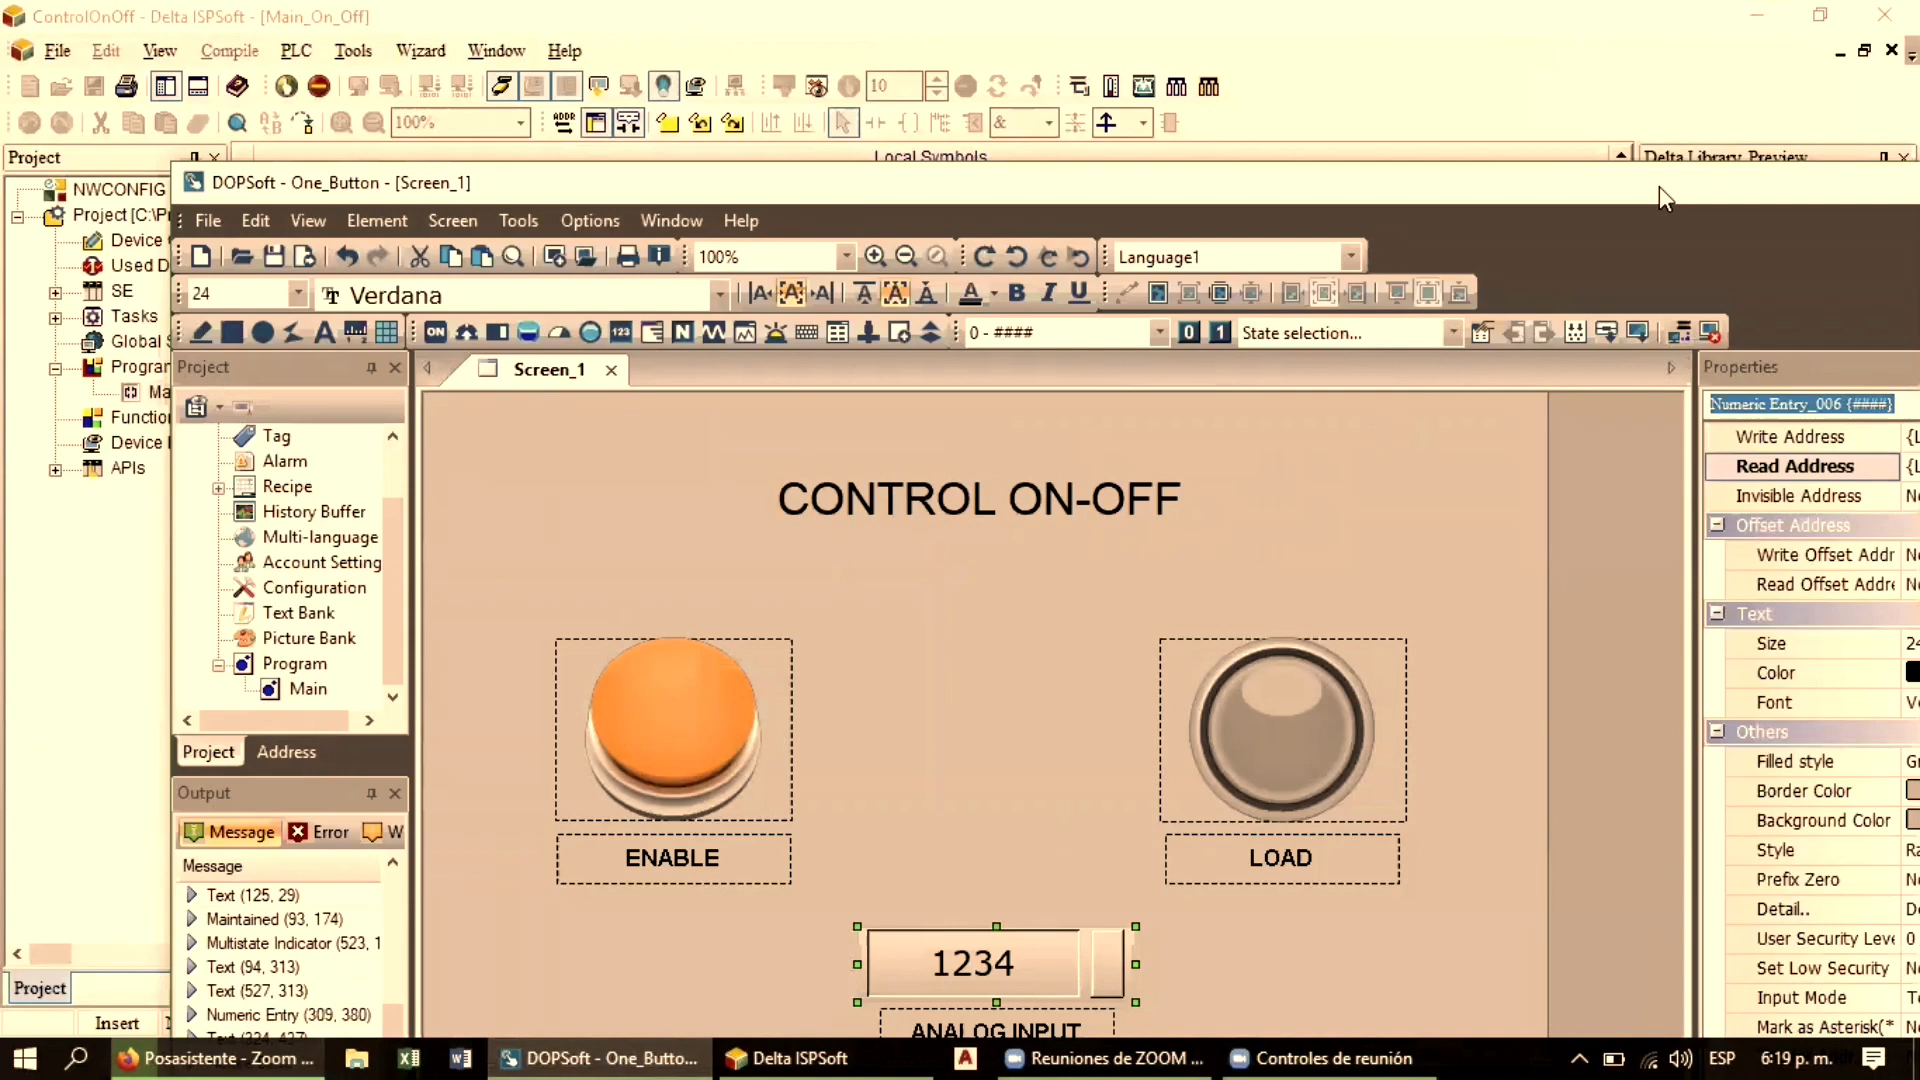 ControlOnOff - Delta ISPSoft - [Main_On_Off]
File Edit View Compile PLC Tools Wizard Window Help
10
100%
&
Project
Local Symbols
Delta Library Preview
NWCONFIG
Project [C:\P
Device
Used D
SE
Tasks
Global
Progra
Ma
Functio
Device
APIs
Project
Insert
DOPSoft - One_Button - [Screen_1]
File Edit View Element Screen Tools Options Window Help
100%
Language1
24
Verdana
0 - ####
State selection...
Project
Tag
Alarm
Recipe
History Buffer
Multi-language
Account Setting
Configuration
Text Bank
Picture Bank
Program
Main
Project Address
Output
Message Error W
Message
Text (125, 29)
Maintained (93, 174)
Multistate Indicator (523, 1
Text (94, 313)
Text (527, 313)
Numeric Entry (309, 380)
Screen_1
CONTROL ON-OFF
ENABLE
LOAD
1234
ANALOG INPUT
Properties
Numeric Entry_006 {####}
Write Address {L
Read Address {L
Invisible Address N
Offset Address
Write Offset Addr N
Read Offset Addre N
Text
Size 24
Color
Font Ve
Others
Filled style Gr
Border Color
Background Color
Style Ra
Prefix Zero N
Detail.. De
User Security Leve 0
Set Low Security N
Input Mode To
Mark as Asterisk(* N
Posasistente - Zoom ...
DOPSoft - One_Butto...
Delta ISPSoft
Reuniones de ZOOM ...
Controles de reunión
ESP
6:19 p. m.